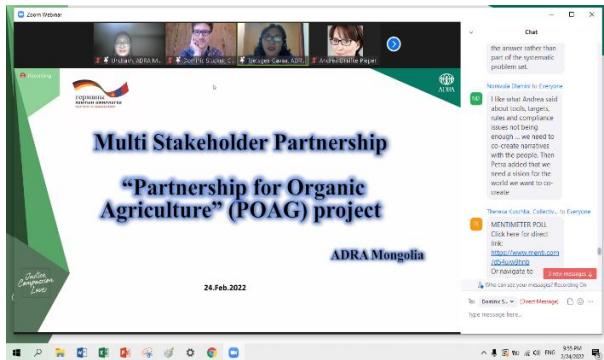 Zoom Webinar
Recording
Multi Stakeholder Partnership
“Partnership for Organic
Agriculture” (POAG) project
ADRA Mongolia
24.Feb.2022
Justice
Compassion
Love
ADRA
Chat
the answer rather than
part of the systematic
problem set.
to Everyone
I like what Andrea said
about tools, targets,
rules and compliance
issues not being
enough ... we need to
co-create narratives
with the people. Then
Petra added that we
need a vision for the
world we want to co-
create
to Everyone
MENTIMETER POLL
Click here for direct
link:
https://www.menti.com
Or navigate to
3 new messages
Who can see your messages? Recording On
To: Dominic S... (Direct Message)
Type message here...
ENG
9:55 PM
2/24/2022